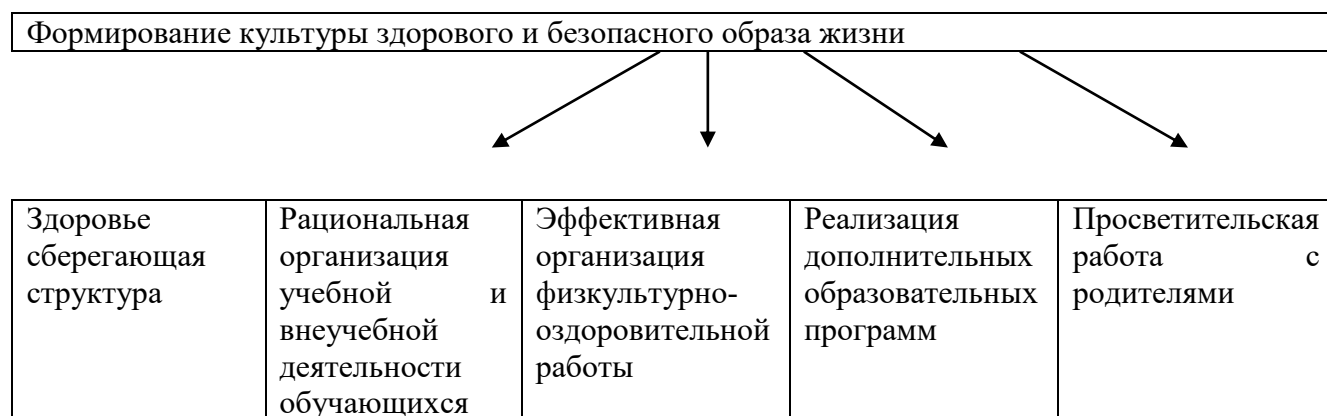 Формирование культуры здорового и безопасного образа жизни
Здоровье
сберегающая
структура
Рациональная
организация
учебной и
внеучебной
деятельности
обучающихся
Эффективная
организация
физкультурно-
оздоровительной
работы
Реализация
дополнительных
образовательных
программ
Просветительская
работа с
родителями